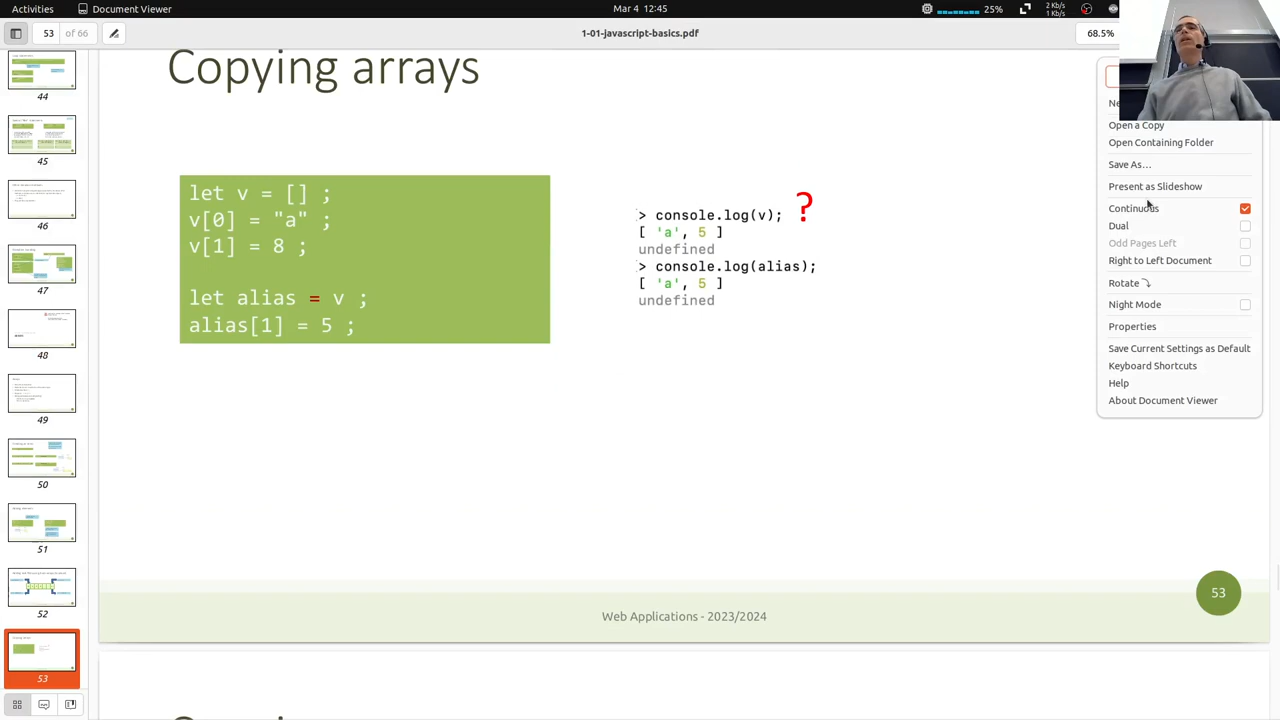 Activities
Document Viewer
Mar 4 12:45
2 Kb/s
1 Kb/s
25%
53 of 66
1-01-javascript-basics.pdf
68.5%
Copying arrays
let v = [] ;
v[0] = "a" ;
v[1] = 8 ;
let alias = v ;
alias[1] = 5 ;
> console.log(v);
?
[ 'a', 5 ]
undefined
> console.log(alias);
[ 'a', 5 ]
undefined
53
Web Applications - 2023/2024
44
45
46
47
48
49
50
51
52
53
Open a Copy
Open Containing Folder
Save As...
Present as Slideshow
Continuous
Dual
Odd Pages Left
Right to Left Document
Rotate
Night Mode
Properties
Save Current Settings as Default
Keyboard Shortcuts
Help
About Document Viewer